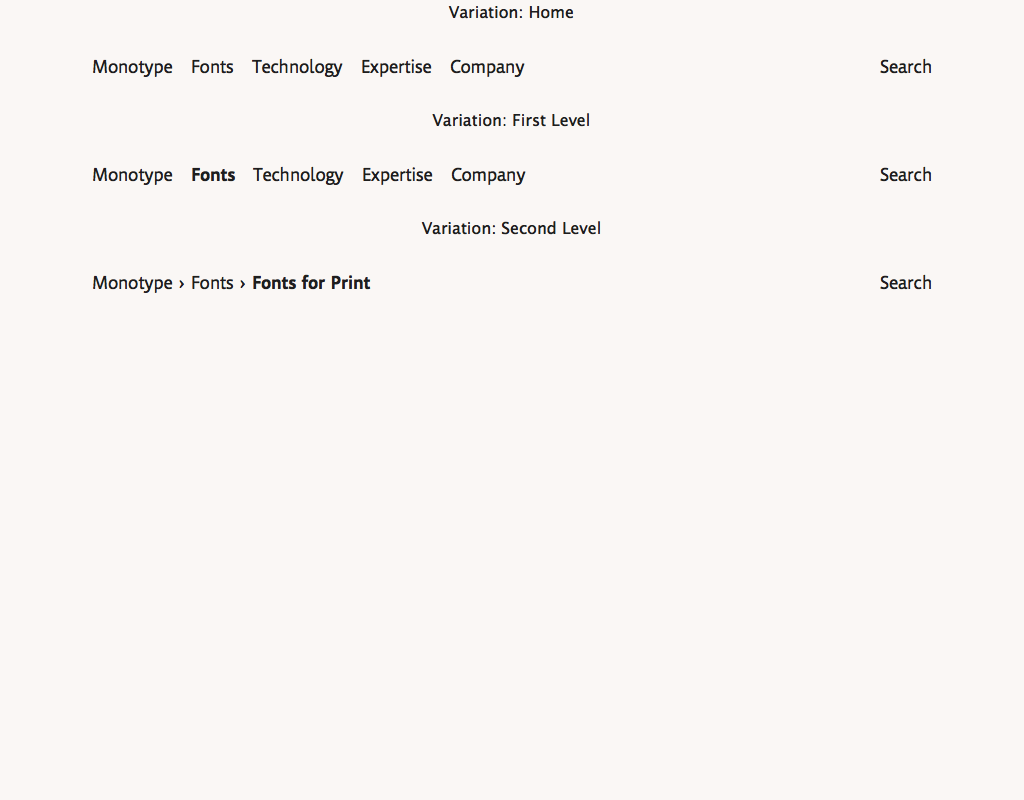 Variation: Home
Monotype Fonts Technology Expertise Company Search
Variation: First Level
Monotype Fonts Technology Expertise Company Search
Variation: Second Level
Monotype › Fonts › Fonts for Print Search